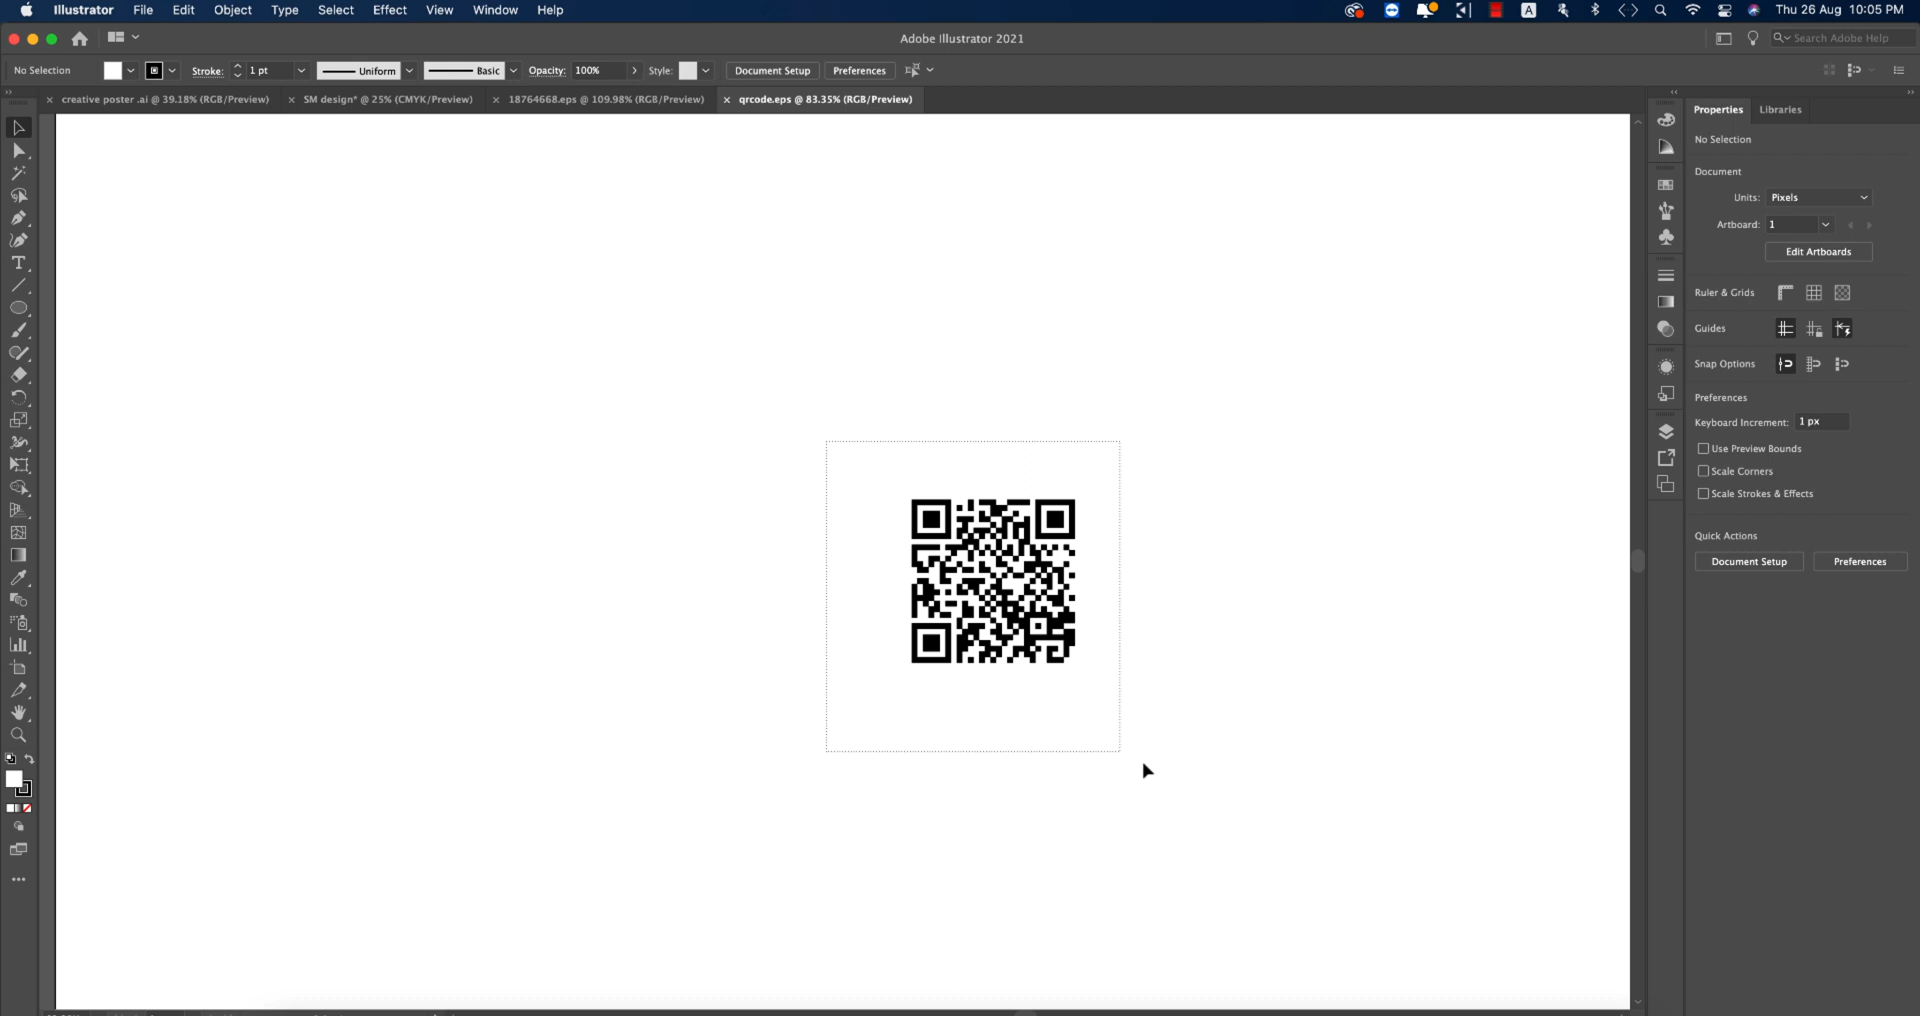 Illustrator File Edit Object Type Select Effect View Window Help A Thu 26 Aug 10:05 PM
Adobe Illustrator 2021 Search Adobe Help
No Selection Stroke: 1 pt Uniform Basic Opacity: 100% Style: Document Setup Preferences
creative poster .ai @ 39.18% (RGB/Preview) SM design* @ 25% (CMYK/Preview) 18764668.eps @ 109.98% (RGB/Preview) qrcode.eps @ 83.35% (RGB/Preview)
Properties Libraries
No Selection
Document
Units: Pixels
Artboard: 1
Edit Artboards
Ruler & Grids
Guides
Snap Options
Preferences
Keyboard Increment: 1 px
Use Preview Bounds
Scale Corners
Scale Strokes & Effects
Quick Actions
Document Setup Preferences